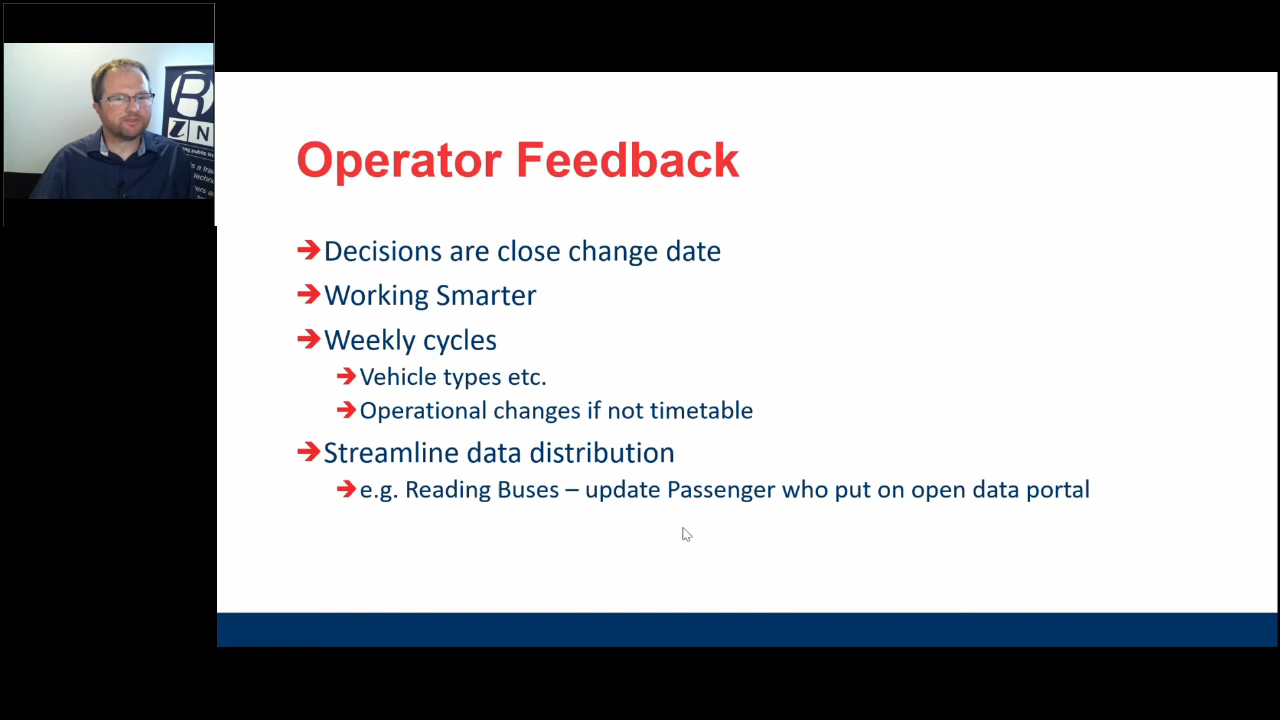 R
i N
Operator Feedback
Decisions are close change date
Working Smarter
Weekly cycles
Vehicle types etc.
Operational changes if not timetable
Streamline data distribution
e.g. Reading Buses – update Passenger who put on open data portal